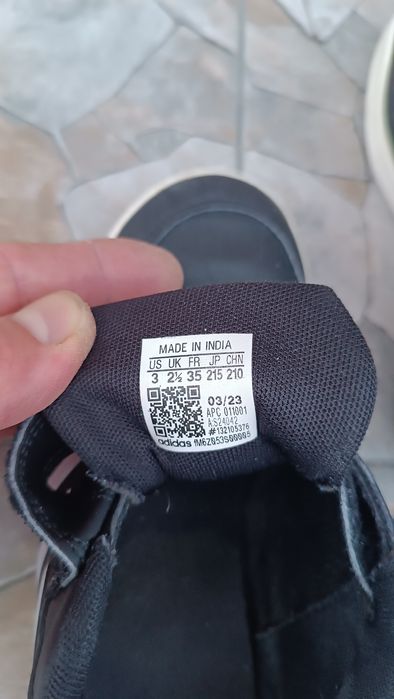 MADE IN INDIA
US UK FR JP CHN
3 2½ 35 215 210
03/23
APC 011001
#132105376
adidas